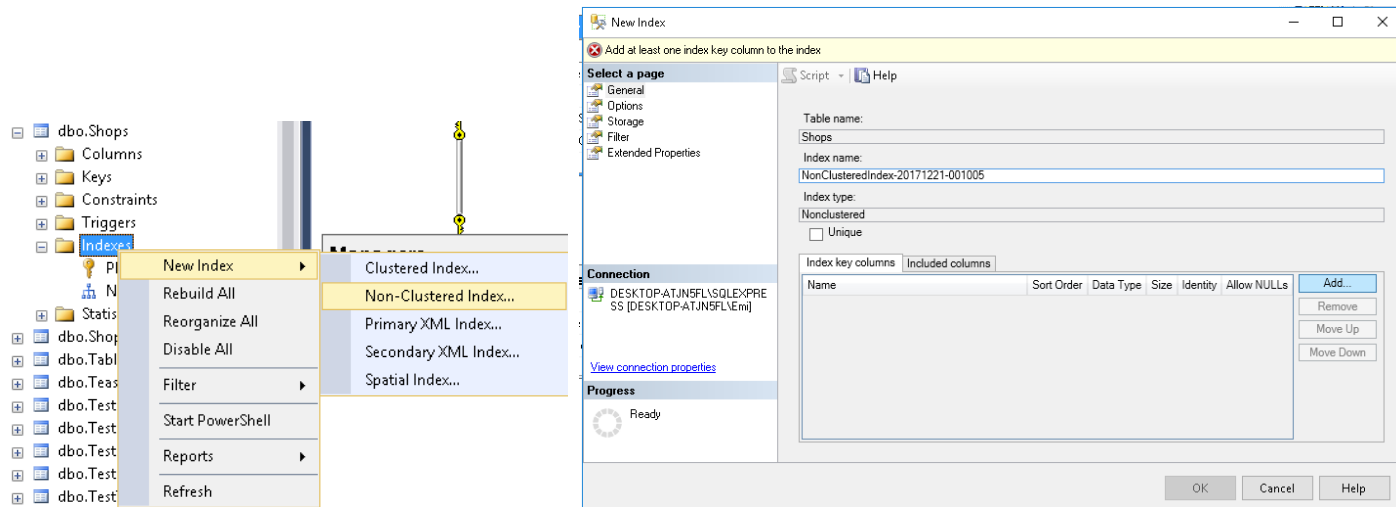 dbo.Shops
Columns
Keys
Constraints
Triggers
Indexes
New Index
Rebuild All
Reorganize All
Disable All
Filter
Start PowerShell
Reports
Refresh
Statis
dbo.Shop
dbo.Tabl
dbo.Teas
dbo.Test
dbo.Test
dbo.Test
dbo.Test
dbo.Test
Clustered Index...
Non-Clustered Index...
Primary XML Index...
Secondary XML Index...
Spatial Index...
New Index
Add at least one index key column to the index
Select a page
General
Options
Storage
Filter
Extended Properties
Connection
DESKTOP-ATJN5FL\SQLEXPRE
SS [DESKTOP-ATJN5FL\Emi]
View connection properties
Progress
Ready
Script Help
Table name:
Shops
Index name:
NonClusteredIndex-20171221-001005
Index type:
Nonclustered
Unique
Index key columns Included columns
Name Sort Order Data Type Size Identity Allow NULLs
Add...
Remove
Move Up
Move Down
OK Cancel Help